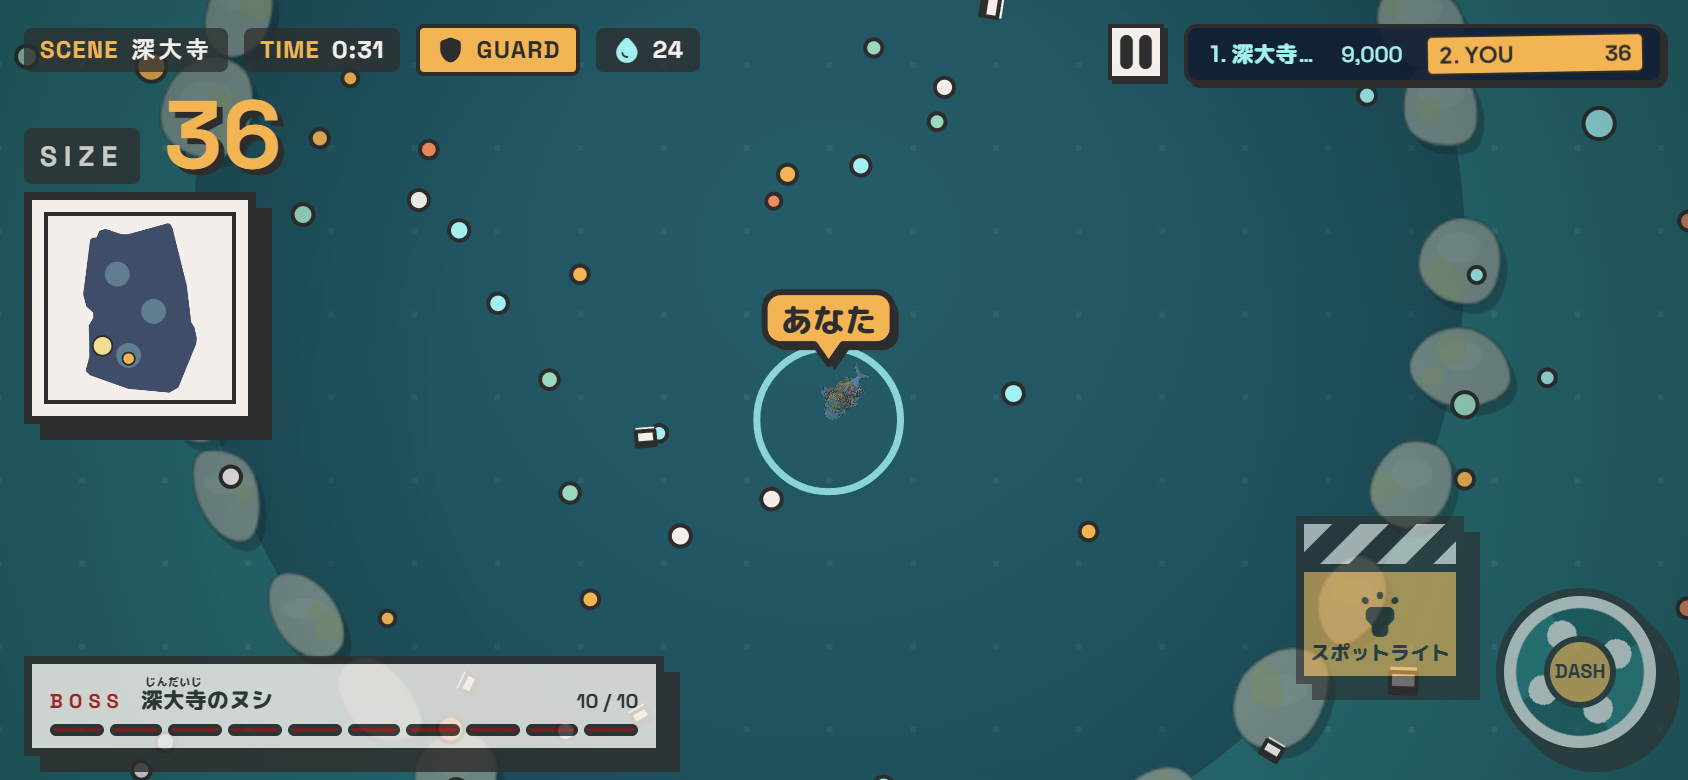 SCENE 深大寺
TIME 0:31
GUARD
24
1. 深大寺... 9,000
2. YOU 36
SIZE 36
あなた
スポットライト
DASH
じんだいじ
BOSS 深大寺のヌシ 10 / 10